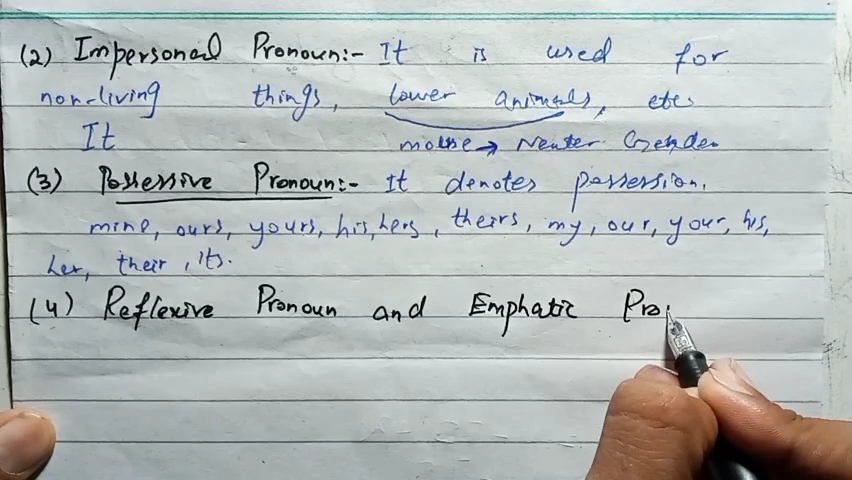 (2) Impersonal Pronoun:- It is used for
non-living things, lower animals, etc.
It mouse → Neuter Gender
(3) Possessive Pronoun:- It denotes possession.
mine, ours, yours, his, hers, theirs, my, our, your, his,
her, their, its.
(4) Reflexive Pronoun and Emphatic Pro